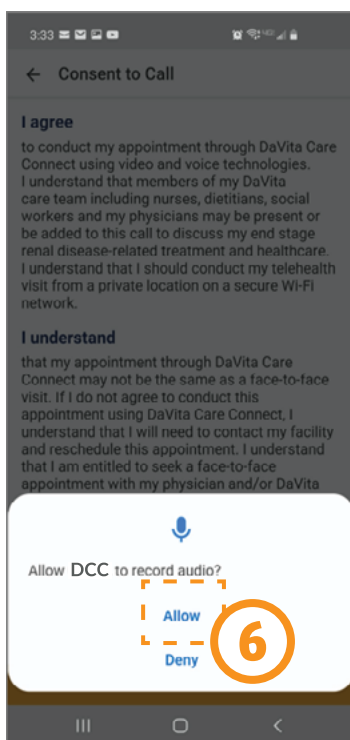 3:33
Consent to Call
I agree
to conduct my appointment through DaVita Care
Connect using video and voice technologies.
I understand that members of my DaVita
care team including nurses, dietitians, social
workers and my physicians may be present or
be added to this call to discuss my end stage
renal disease-related treatment and healthcare.
I understand that I should conduct my telehealth
visit from a private location on a secure Wi-Fi
network.
I understand
that my appointment through DaVita Care
Connect may not be the same as a face-to-face
visit. If I do not agree to conduct this
appointment using DaVita Care Connect, I
understand that I will need to contact my facility
and reschedule this appointment. I understand
that I am entitled to seek a face-to-face
appointment with my physician and/or DaVita
Allow DCC to record audio?
Allow
6
Deny